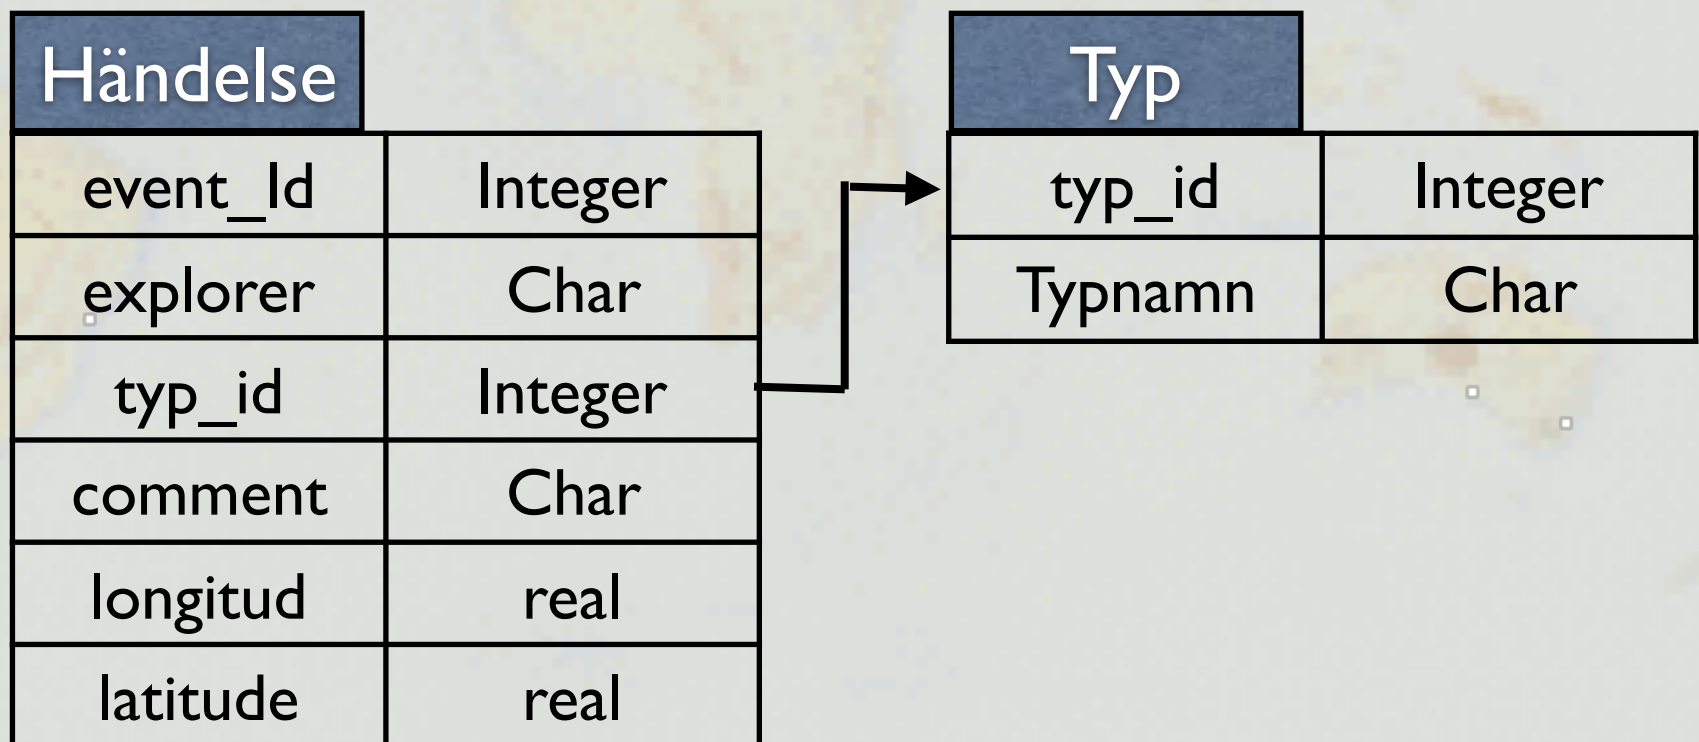 Händelse
event_Id Integer
explorer Char
typ_id Integer
comment Char
longitud real
latitude real
Typ
typ_id Integer
Typnamn Char